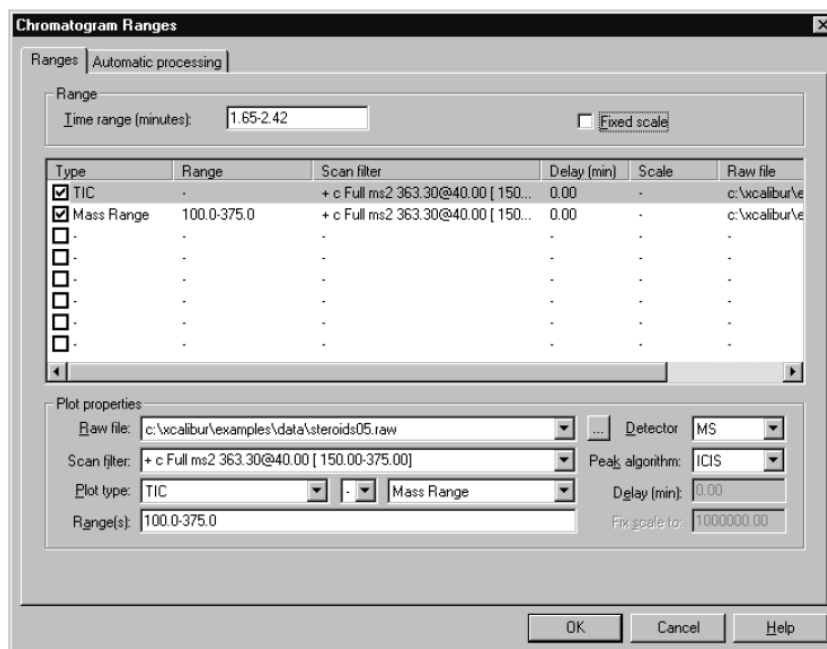 Chromatogram Ranges
Ranges Automatic processing
Range
Time range (minutes): 1.65-2.42 Fixed scale
Type Range Scan filter Delay (min) Scale Raw file
TIC - + c Full ms2 363.30@40.00 [ 150... 0.00 - c:\xcalibur\e
Mass Range 100.0-375.0 + c Full ms2 363.30@40.00 [ 150... 0.00 - c:\xcalibur\e
- - - - - -
- - - - - -
- - - - - -
- - - - - -
- - - - - -
- - - - - -
Plot properties
Raw file: c:\xcalibur\examples\data\steroids05.raw ... Detector MS
Scan filter: + c Full ms2 363.30@40.00 [ 150.00-375.00] Peak algorithm: ICIS
Plot type: TIC - Mass Range Delay (min): 0.00
Range(s): 100.0-375.0 Fix scale to: 1000000.00
OK Cancel Help